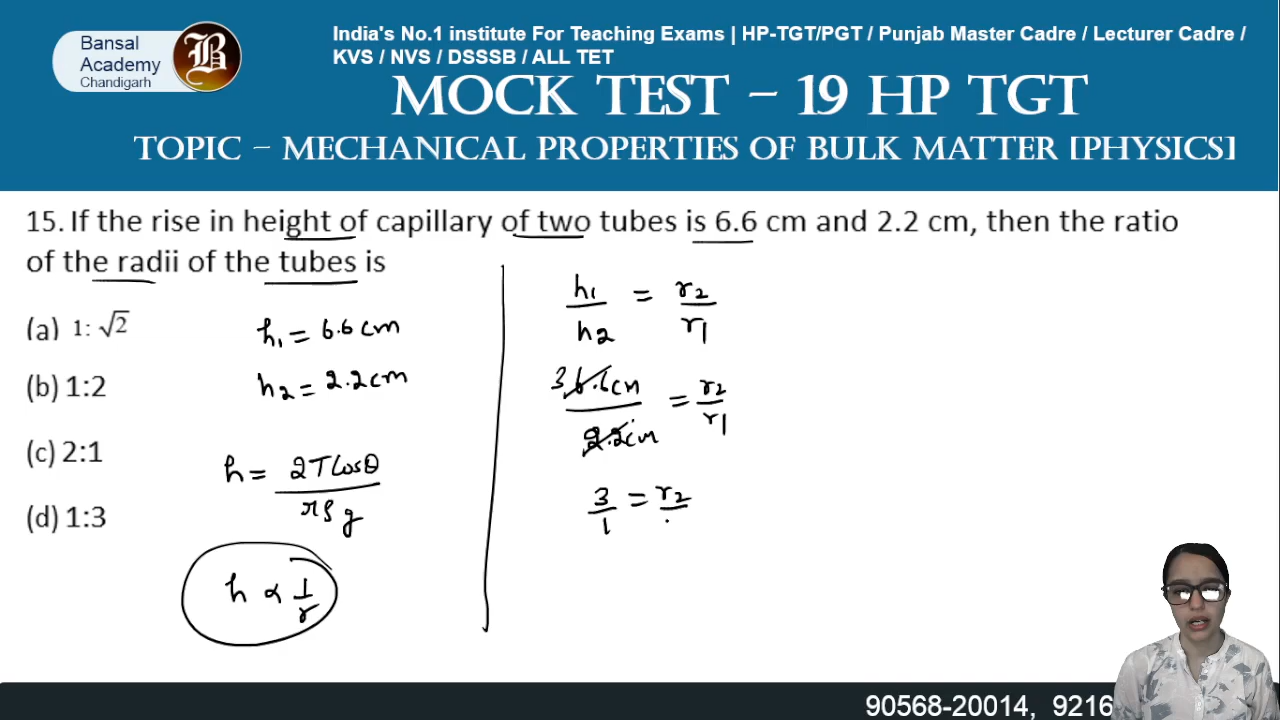 Bansal
Academy
Chandigarh
B
India's No.1 institute For Teaching Exams | HP-TGT/PGT / Punjab Master Cadre / Lecturer Cadre /
KVS / NVS / DSSSB / ALL TET
MOCK TEST – 19 HP TGT
TOPIC – MECHANICAL PROPERTIES OF BULK MATTER [PHYSICS]
15. If the rise in height of capillary of two tubes is 6.6 cm and 2.2 cm, then the ratio
of the radii of the tubes is
(a) 1: √2
(b) 1:2
(c) 2:1
(d) 1:3
h₁ = 6.6 cm
h₂ = 2.2 cm
h = 2T Cosθ / rρg
h ∝ 1/r
h₁/h₂ = r₂/r₁
3 6.6cm / 2.2cm = r₂/r₁
3/1 = r₂/
90568-20014, 9216